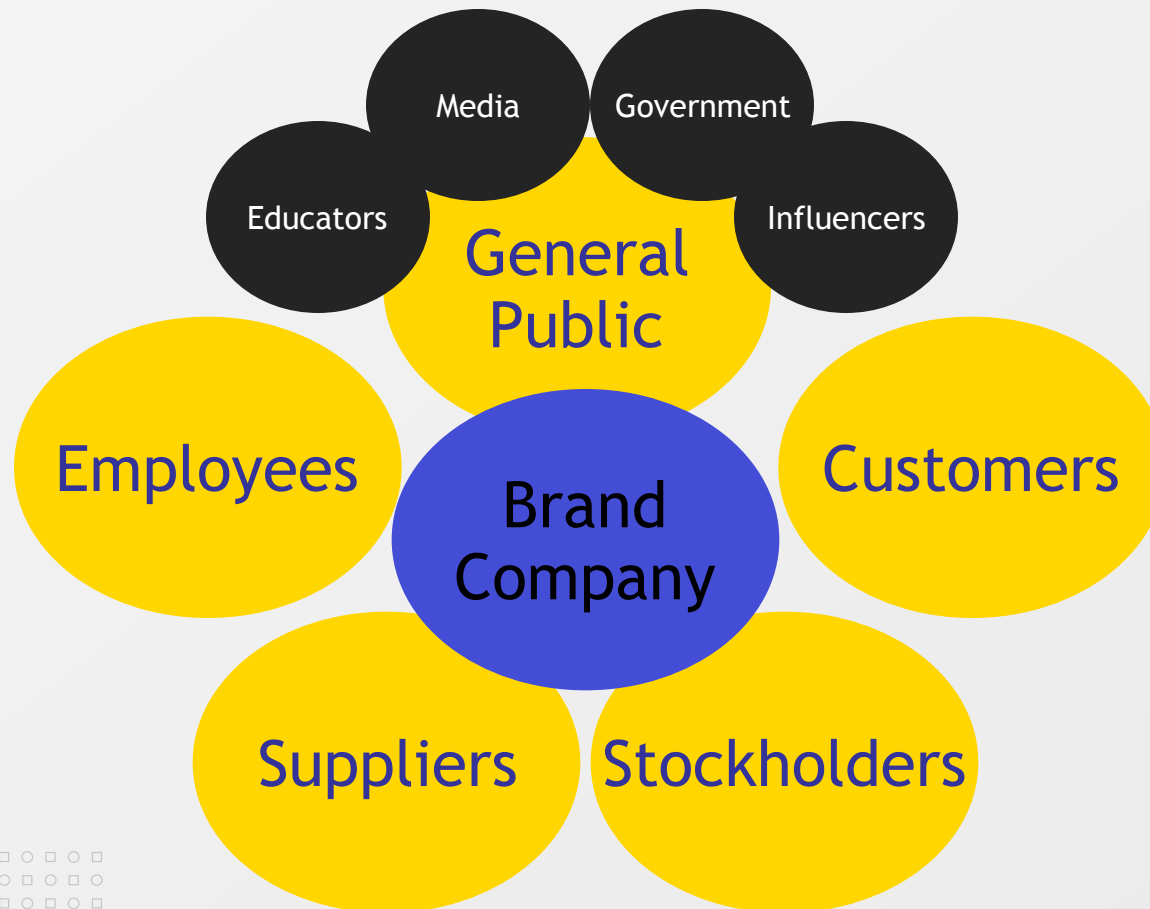 Media
Government
Educators
Influencers
General
Public
Employees
Customers
Brand
Company
Suppliers
Stockholders